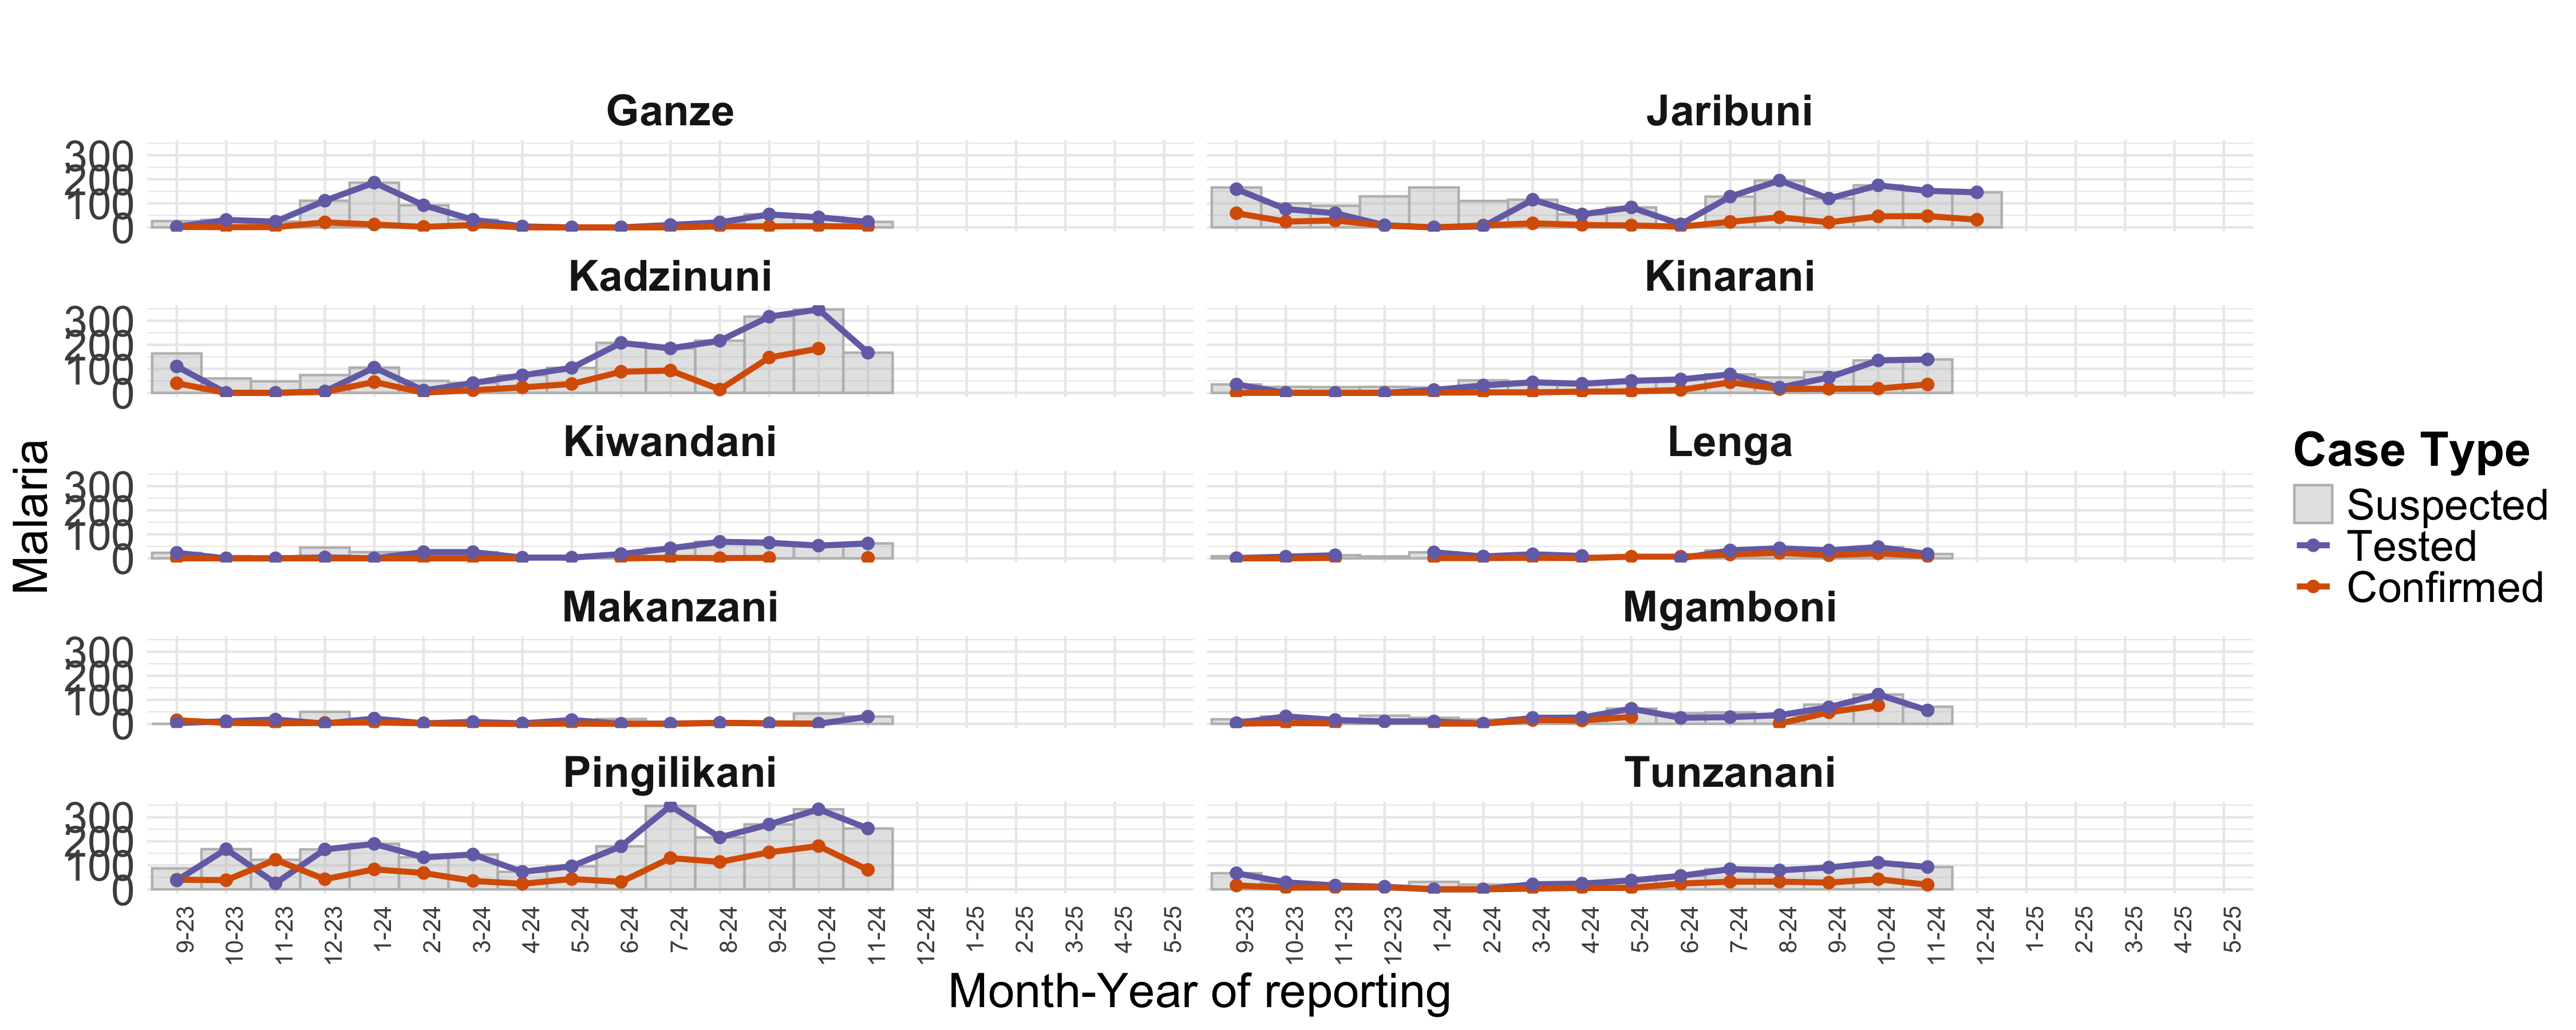 Ganze
Jaribuni
300
200
100
0
Kadzinuni
Kinarani
300
200
100
0
Kiwandani
Lenga
300
200
100
0
Makanzani
Mgamboni
300
200
100
0
Pingilikani
Tunzanani
300
200
100
0
9-23 10-23 11-23 12-23 1-24 2-24 3-24 4-24 5-24 6-24 7-24 8-24 9-24 10-24 11-24 12-24 1-25 2-25 3-25 4-25 5-25
9-23 10-23 11-23 12-23 1-24 2-24 3-24 4-24 5-24 6-24 7-24 8-24 9-24 10-24 11-24 12-24 1-25 2-25 3-25 4-25 5-25
Month-Year of reporting
Malaria
Case Type
Suspected
Tested
Confirmed